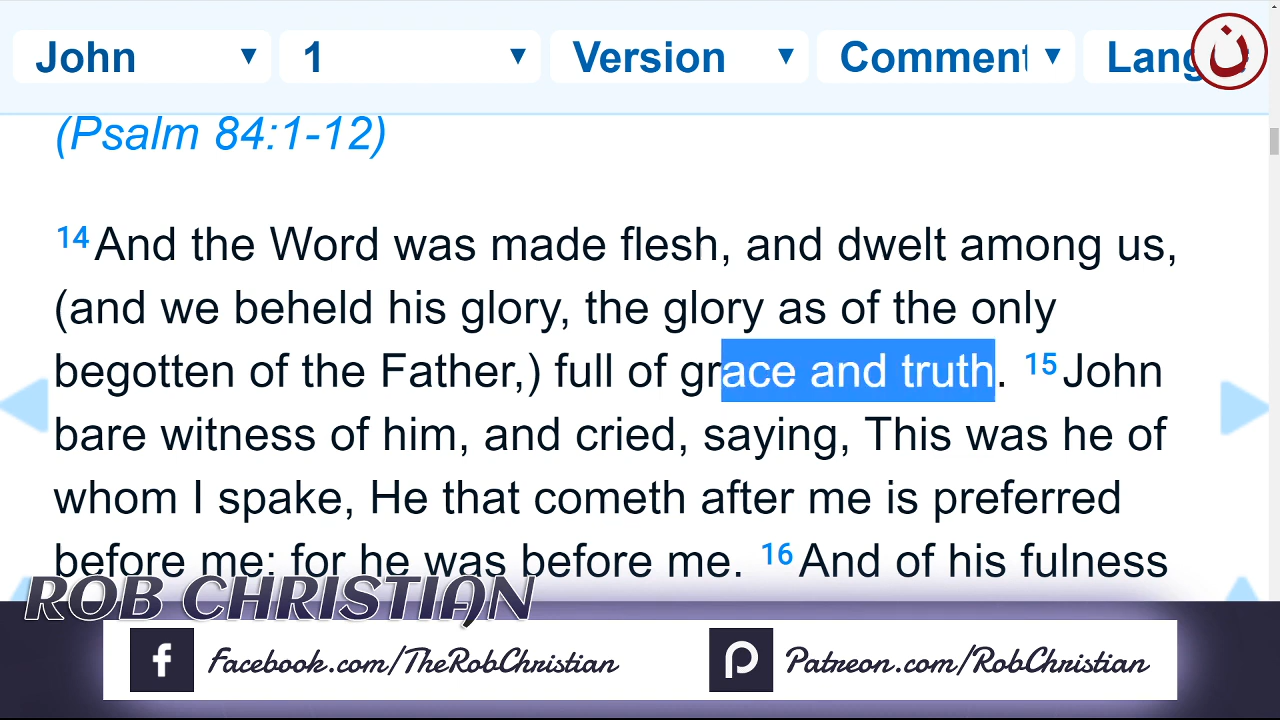 John ▼ 1 ▼ Version ▼ Comment ▼ Lang ن
(Psalm 84:1-12)
14 And the Word was made flesh, and dwelt among us,
(and we beheld his glory, the glory as of the only
begotten of the Father,) full of grace and truth. 15 John
bare witness of him, and cried, saying, This was he of
whom I spake, He that cometh after me is preferred
before me: for he was before me. 16 And of his fulness
ROB CHRISTIAN
f Facebook.com/TheRobChristian Patreon.com/RobChristian